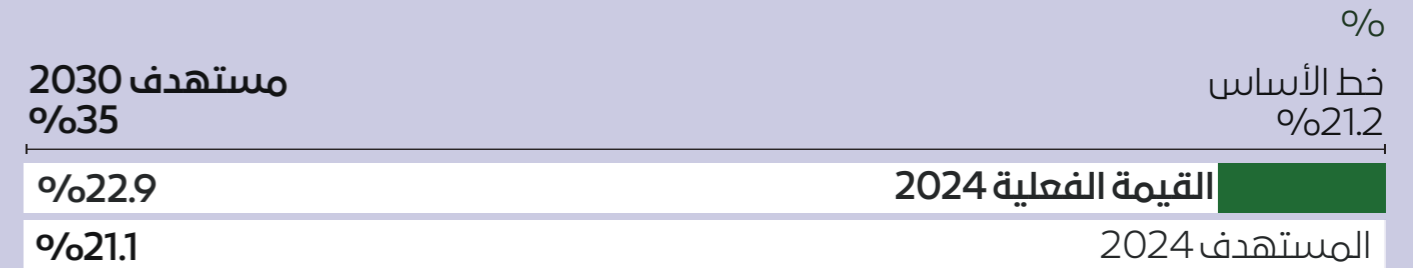 %
خط الأساس
%21.2
مستهدف 2030
%35
القيمة الفعلية 2024
%22.9
المستهدف 2024
%21.1